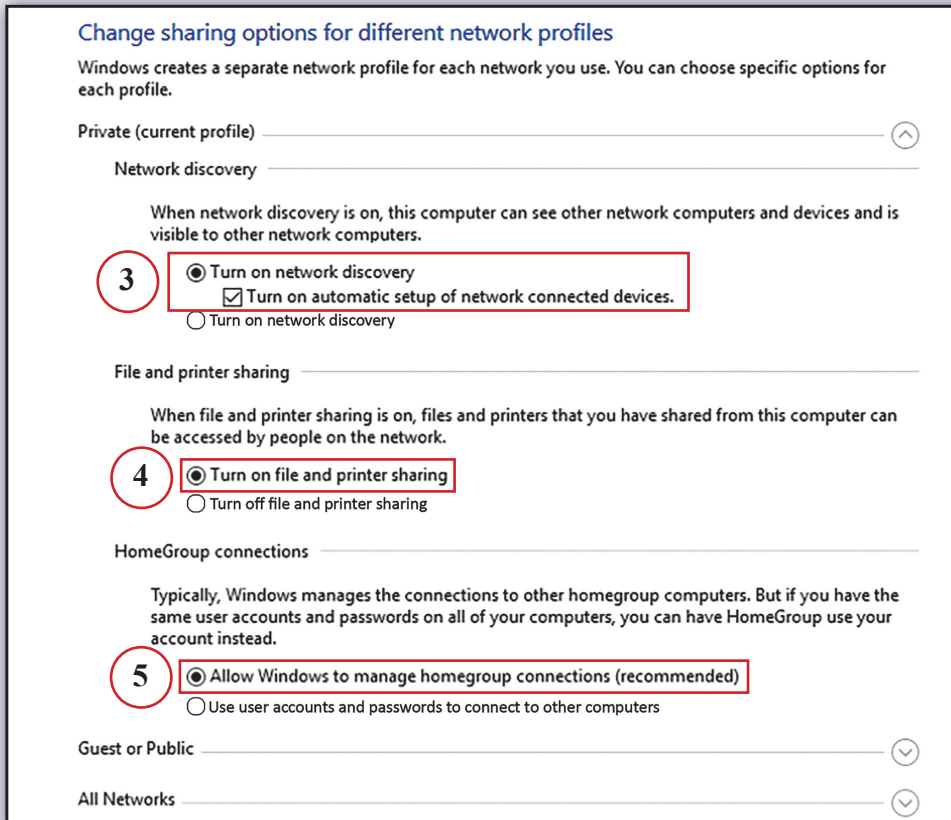 Change sharing options for different network profiles
Windows creates a separate network profile for each network you use. You can choose specific options for
each profile.
Private (current profile)
Network discovery
When network discovery is on, this computer can see other network computers and devices and is
visible to other network computers.
3
Turn on network discovery
Turn on automatic setup of network connected devices.
Turn on network discovery
File and printer sharing
When file and printer sharing is on, files and printers that you have shared from this computer can
be accessed by people on the network.
4
Turn on file and printer sharing
Turn off file and printer sharing
HomeGroup connections
Typically, Windows manages the connections to other homegroup computers. But if you have the
same user accounts and passwords on all of your computers, you can have HomeGroup use your
account instead.
5
Allow Windows to manage homegroup connections (recommended)
Use user accounts and passwords to connect to other computers
Guest or Public
All Networks